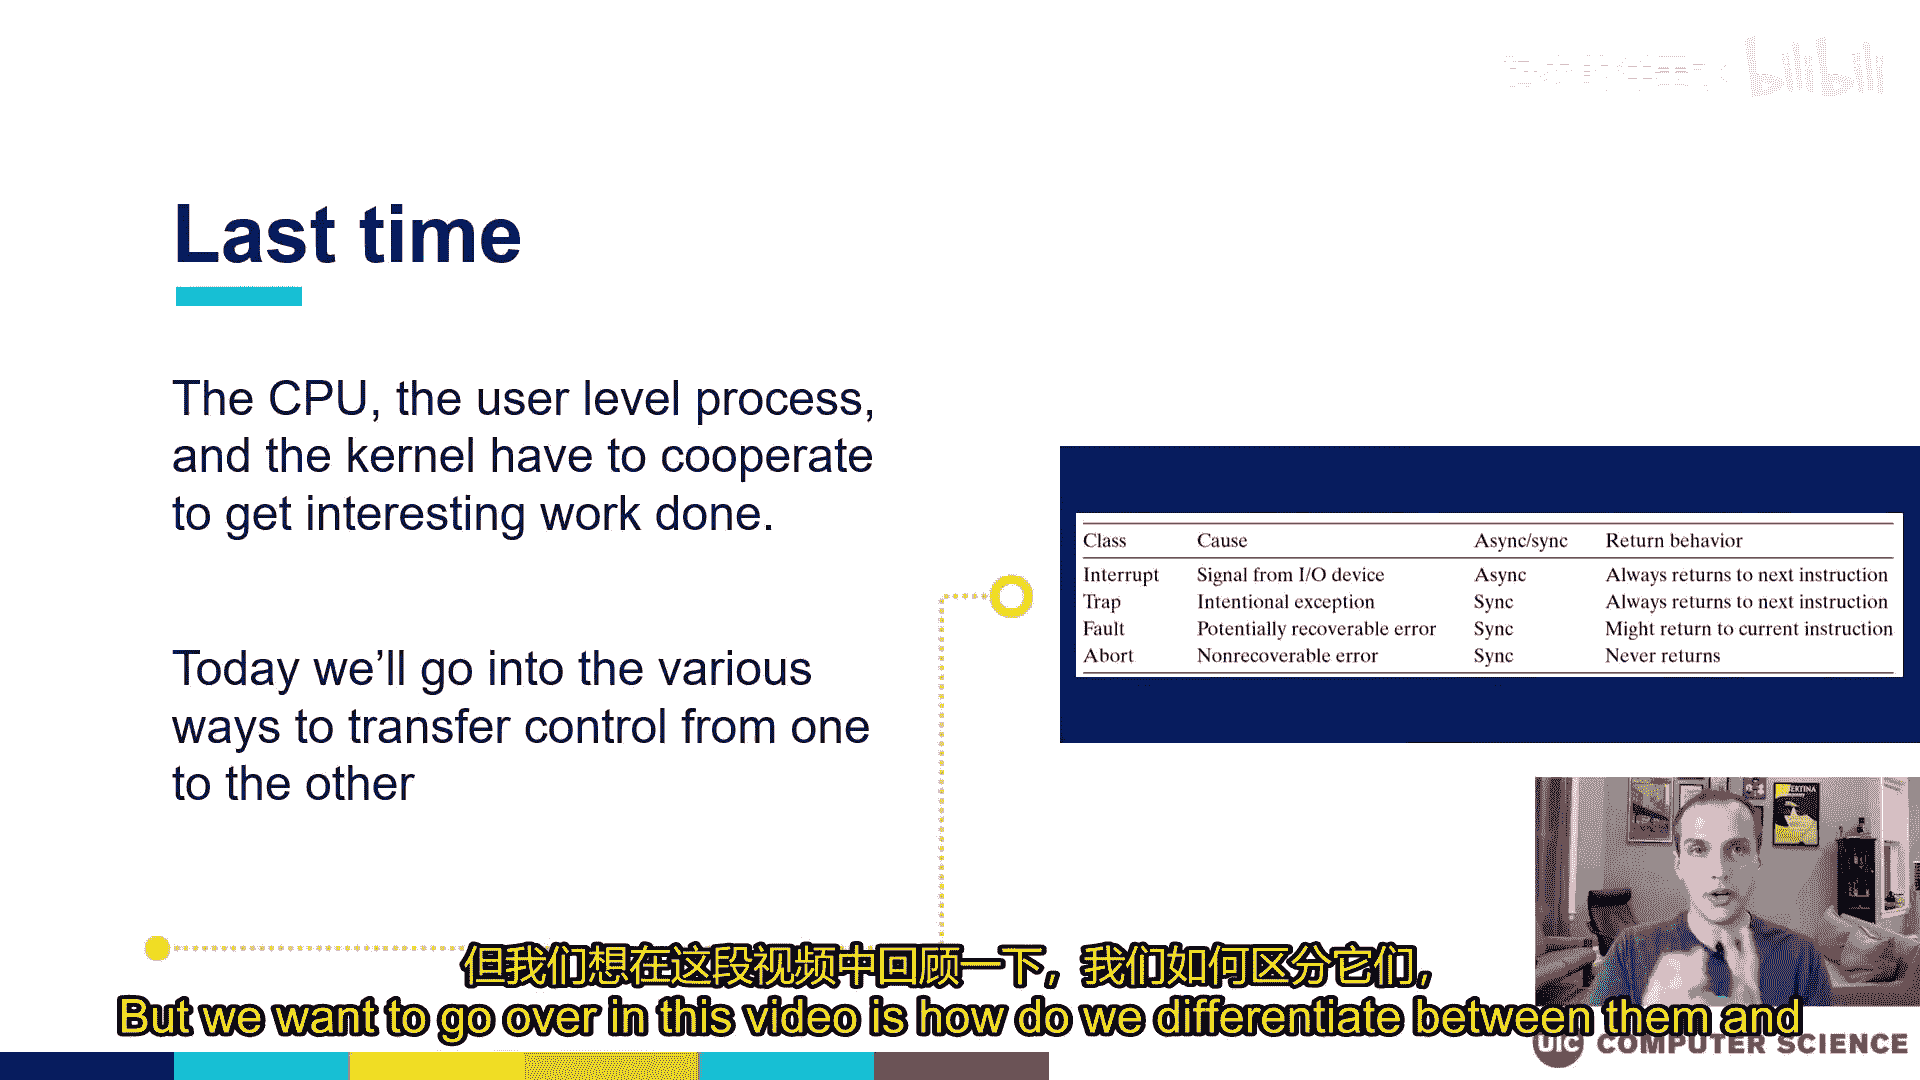 bilibili
Last time
The CPU, the user level process,
and the kernel have to cooperate
to get interesting work done.
Today we’ll go into the various
ways to transfer control from one
to the other
Class Cause Async/sync Return behavior
Interrupt Signal from I/O device Async Always returns to next instruction
Trap Intentional exception Sync Always returns to next instruction
Fault Potentially recoverable error Sync Might return to current instruction
Abort Nonrecoverable error Sync Never returns
但我们想在这段视频中回顾一下，我们如何区分它们，
But we want to go over in this video is how do we differentiate between them and
UIC COMPUTER SCIENCE